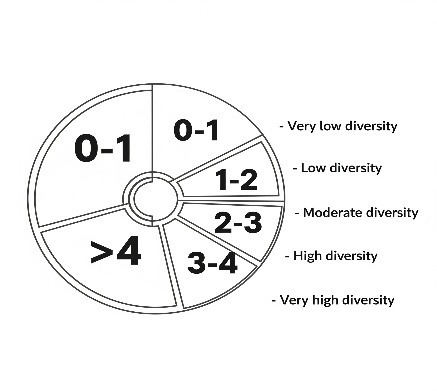 0-1
0-1
1-2
2-3
3-4
>4
- Very low diversity
- Low diversity
- Moderate diversity
- High diversity
- Very high diversity